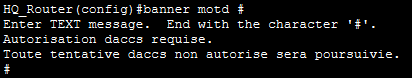 HQ_Router(config)#banner motd #
Enter TEXT message.  End with the character '#'.
Autorisation daccs requise.
Toute tentative daccs non autorise sera poursuivie.
#